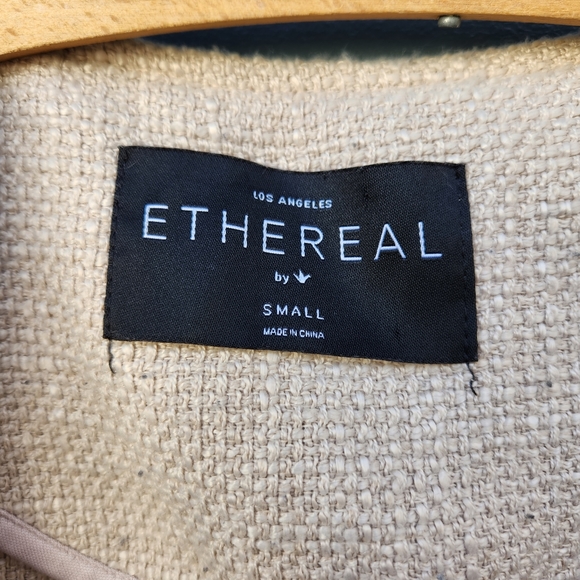 LOS ANGELES
ETHEREAL
by
SMALL
MADE IN CHINA